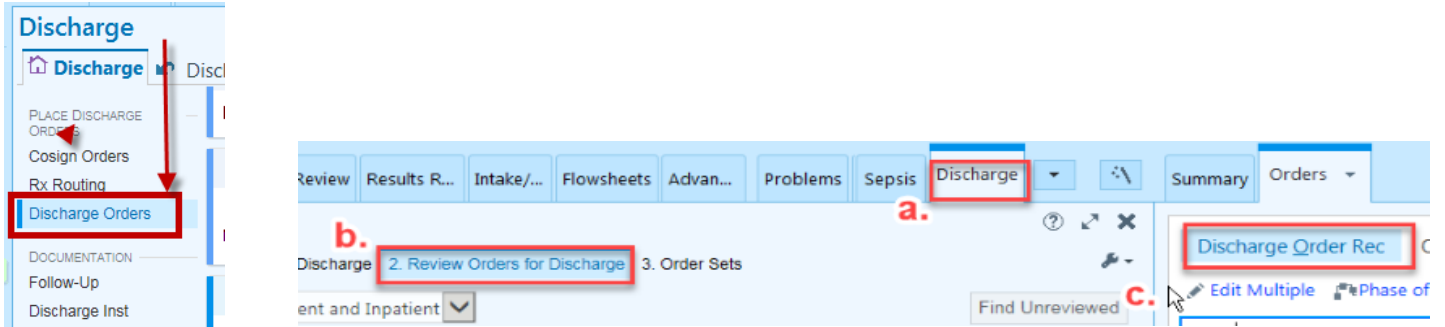 Discharge
Discharge
PLACE DISCHARGE
ORDERS
Cosign Orders
Rx Routing
Discharge Orders
DOCUMENTATION
Follow-Up
Discharge Inst
Review Results R... Intake/... Flowsheets Advan... Problems Sepsis Discharge
a.
b.
Discharge 2. Review Orders for Discharge 3. Order Sets
ent and Inpatient
Find Unreviewed
c.
Summary Orders
Discharge Order Rec
Edit Multiple Phase of